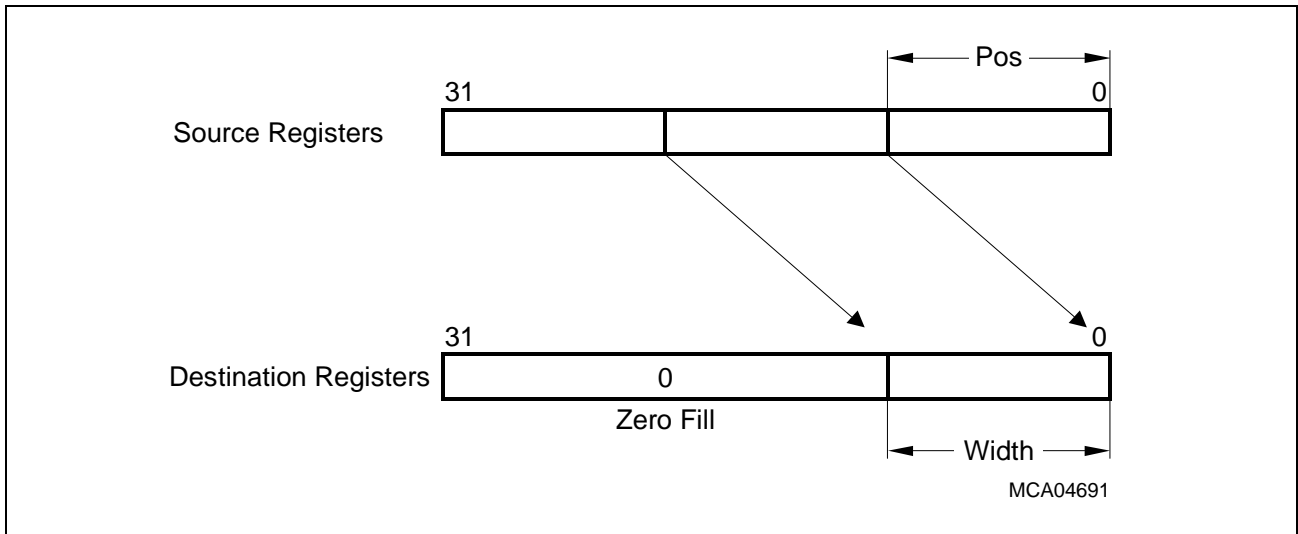 Pos
31 0
Source Registers
31 0
Destination Registers 0
Zero Fill
Width
MCA04691